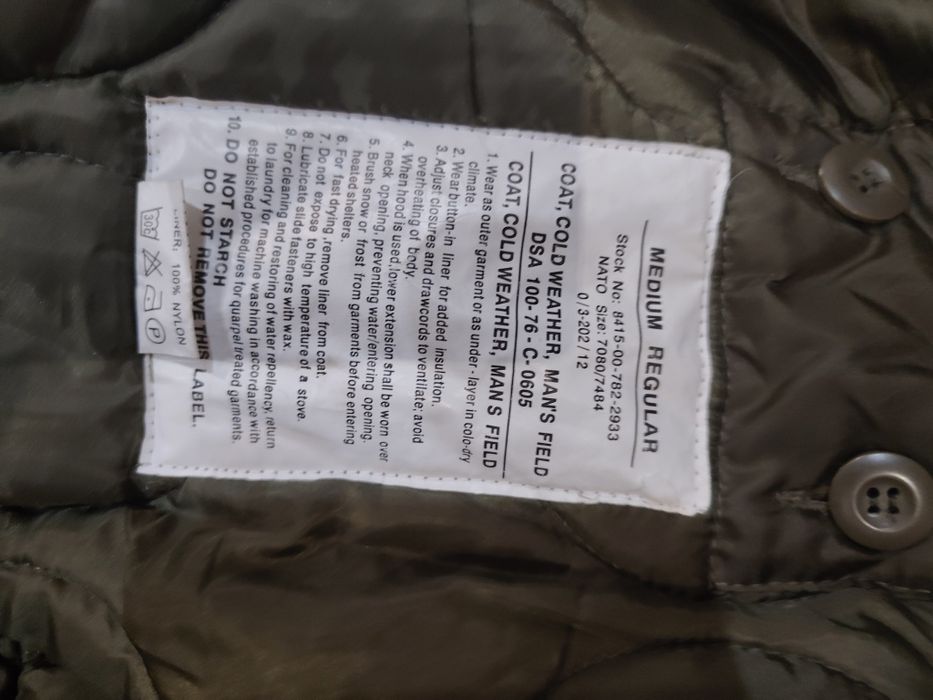 MEDIUM REGULAR
Stock No: 8415-00-782-2933
NATO Size: 7080/7484
0/3-202/12
COAT, COLD WEATHER, MAN'S FIELD
DSA 100-76-C-0605
COAT, COLD WEATHER, MAN'S FIELD
1. Wear as outer garment or as under-layer in colo-dry
climate.
2. Wear button-in liner for added insulation.
3. Adjust closures and drawcords to ventilate, avoid
overheating of body.
4. When hood is used, lower extension shall be worn over
neck opening, preventing water/entering opening.
5. Brush snow or frost from garments before entering
heated shelters.
6. For fast drying, remove liner from coat.
7. Do not expose to high temperature of a stove.
8. Lubricate slide fasteners with wax.
9. For cleaning and restoring of water repellency, return
to laundry for machine washing in accordance with
established procedures for quarpel treated garments.
10. DO NOT STARCH
DO NOT REMOVE THIS LABEL.
LINER: 100% NYLON
30° P